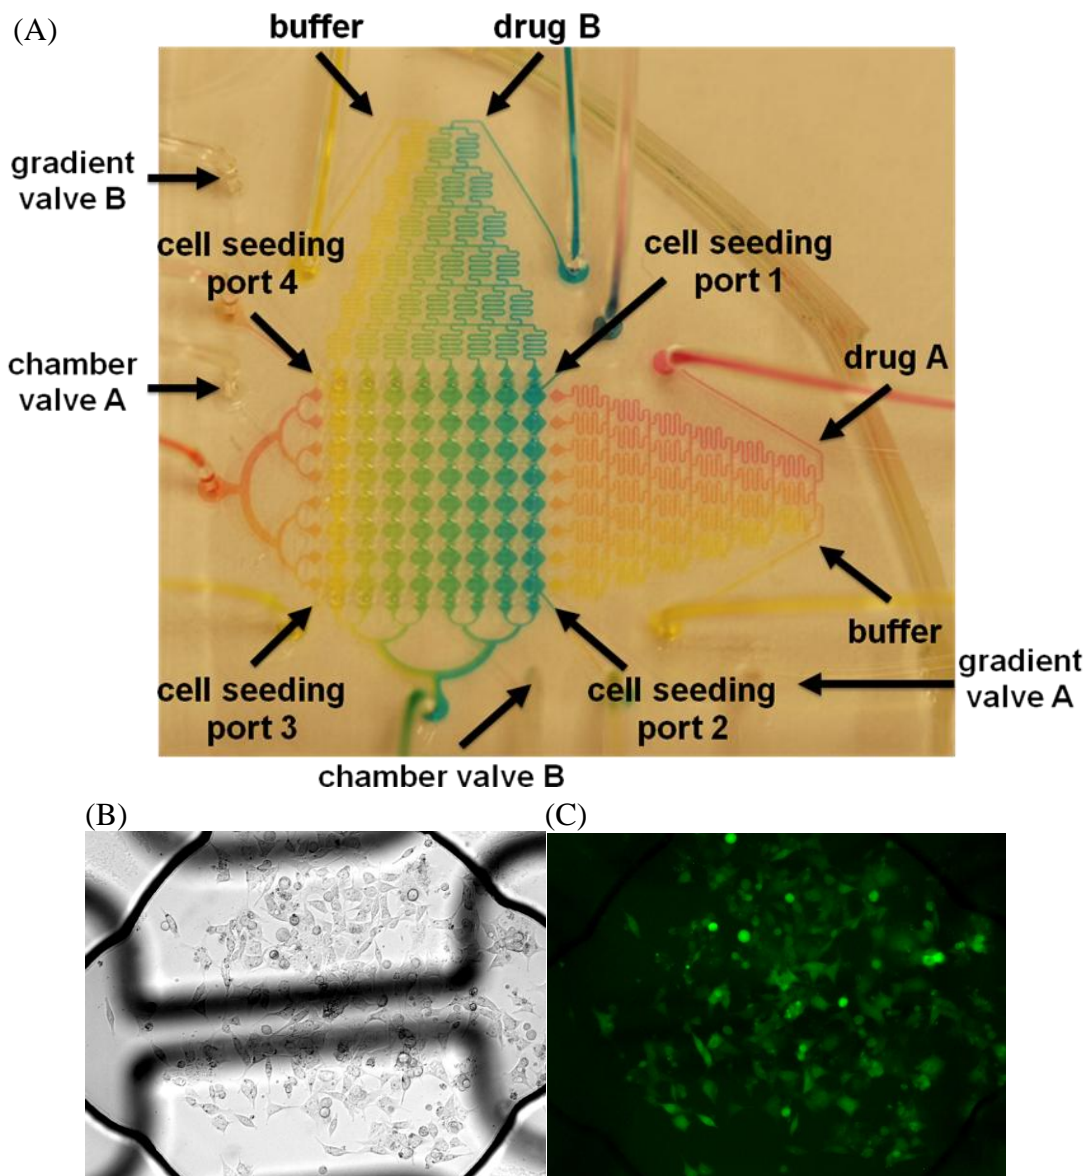 (A)
buffer
drug B
gradient
valve B
cell seeding
port 4
cell seeding
port 1
chamber
valve A
drug A
buffer
gradient
valve A
cell seeding
port 3
cell seeding
port 2
chamber valve B
(B)
(C)